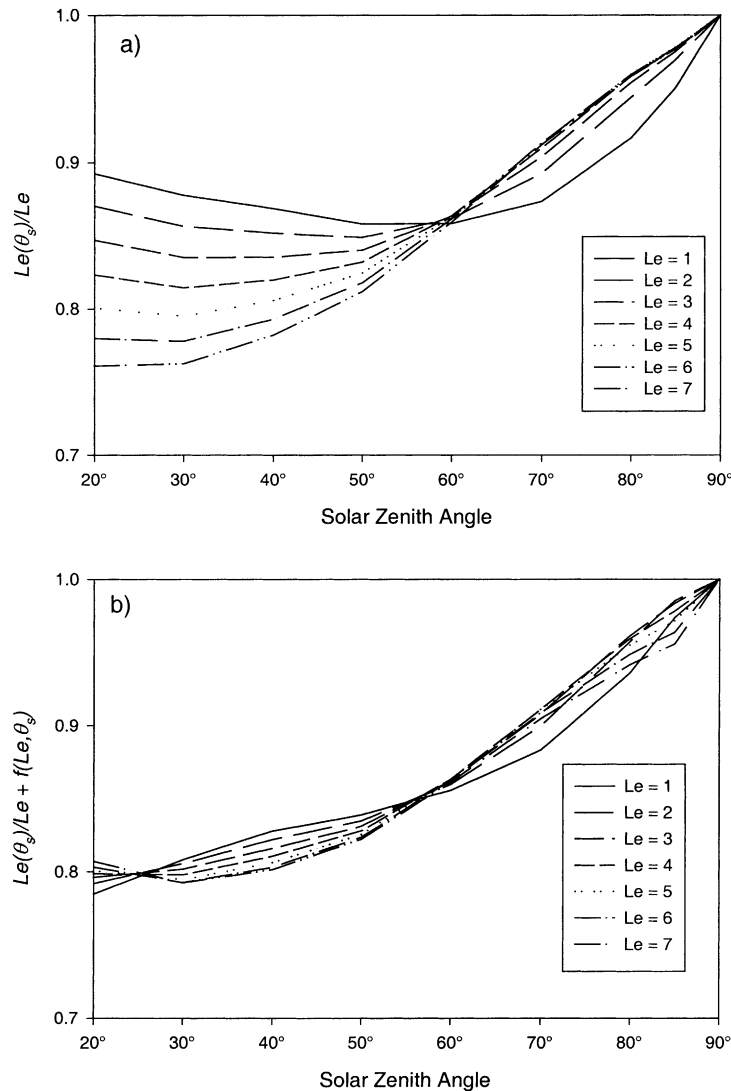 a)
1.0
0.9
0.8
0.7
Le(θs)/Le
Le = 1
Le = 2
Le = 3
Le = 4
Le = 5
Le = 6
Le = 7
20° 30° 40° 50° 60° 70° 80° 90°
Solar Zenith Angle
b)
1.0
0.9
0.8
0.7
Le(θs)/Le + f(Le,θs)
Le = 1
Le = 2
Le = 3
Le = 4
Le = 5
Le = 6
Le = 7
20° 30° 40° 50° 60° 70° 80° 90°
Solar Zenith Angle